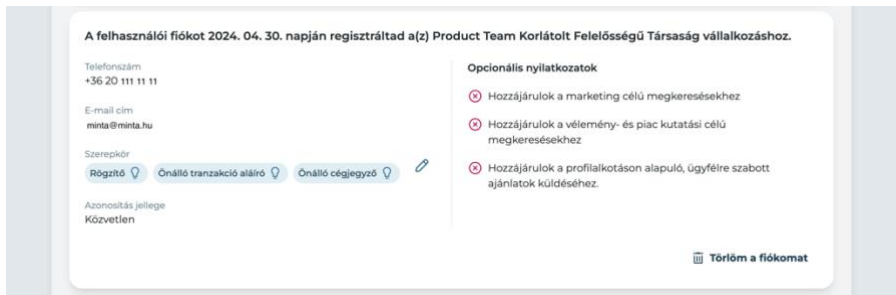 A felhasználói fiókot 2024. 04. 30. napján regisztráltad a(z) Product Team Korlátolt Felelősségű Társaság vállalkozáshoz.
Telefonszám
+36 20 111 11 11
E-mail cím
minta@minta.hu
Szerepkör
Rögzítő
Önálló tranzakció aláíró
Önálló cégjegyző
Azonosítás jellege
Közvetlen
Opcionális nyilatkozatok
Hozzájárulok a marketing célú megkeresésekhez
Hozzájárulok a vélemény- és piac kutatási célú
megkeresésekhez
Hozzájárulok a profilalkotáson alapuló, ügyfélre szabott
ajánlatok küldéséhez.
Törlöm a fiókomat